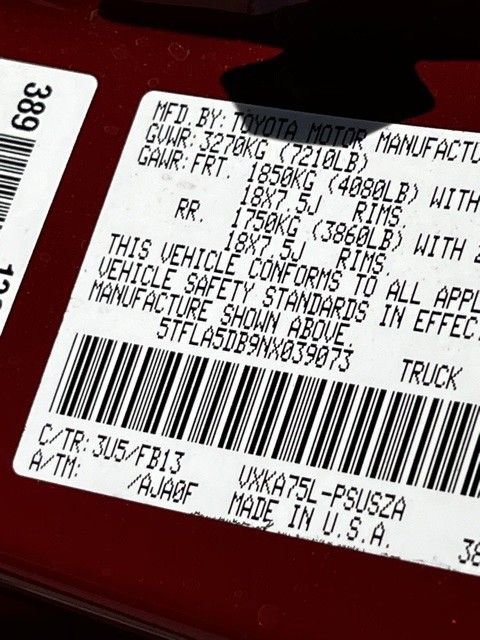 389
MFD. BY: TOYOTA MOTOR MANUFACTU
GVWR: 3270KG (7210LB)
GAWR: FRT. 1850KG (4080LB) WITH
18X7.5J RIMS
RR. 1750KG (3860LB) WITH 2
18X7.5J RIMS.
THIS VEHICLE CONFORMS TO ALL APPL
VEHICLE SAFETY STANDARDS IN EFFEC
MANUFACTURE SHOWN ABOVE.
5TFLA5DB9NX039073 TRUCK
C/TR: 3U5/FB13 VXKA75L-PSUSZA
A/TM: /AJA0F MADE IN U.S.A.
38